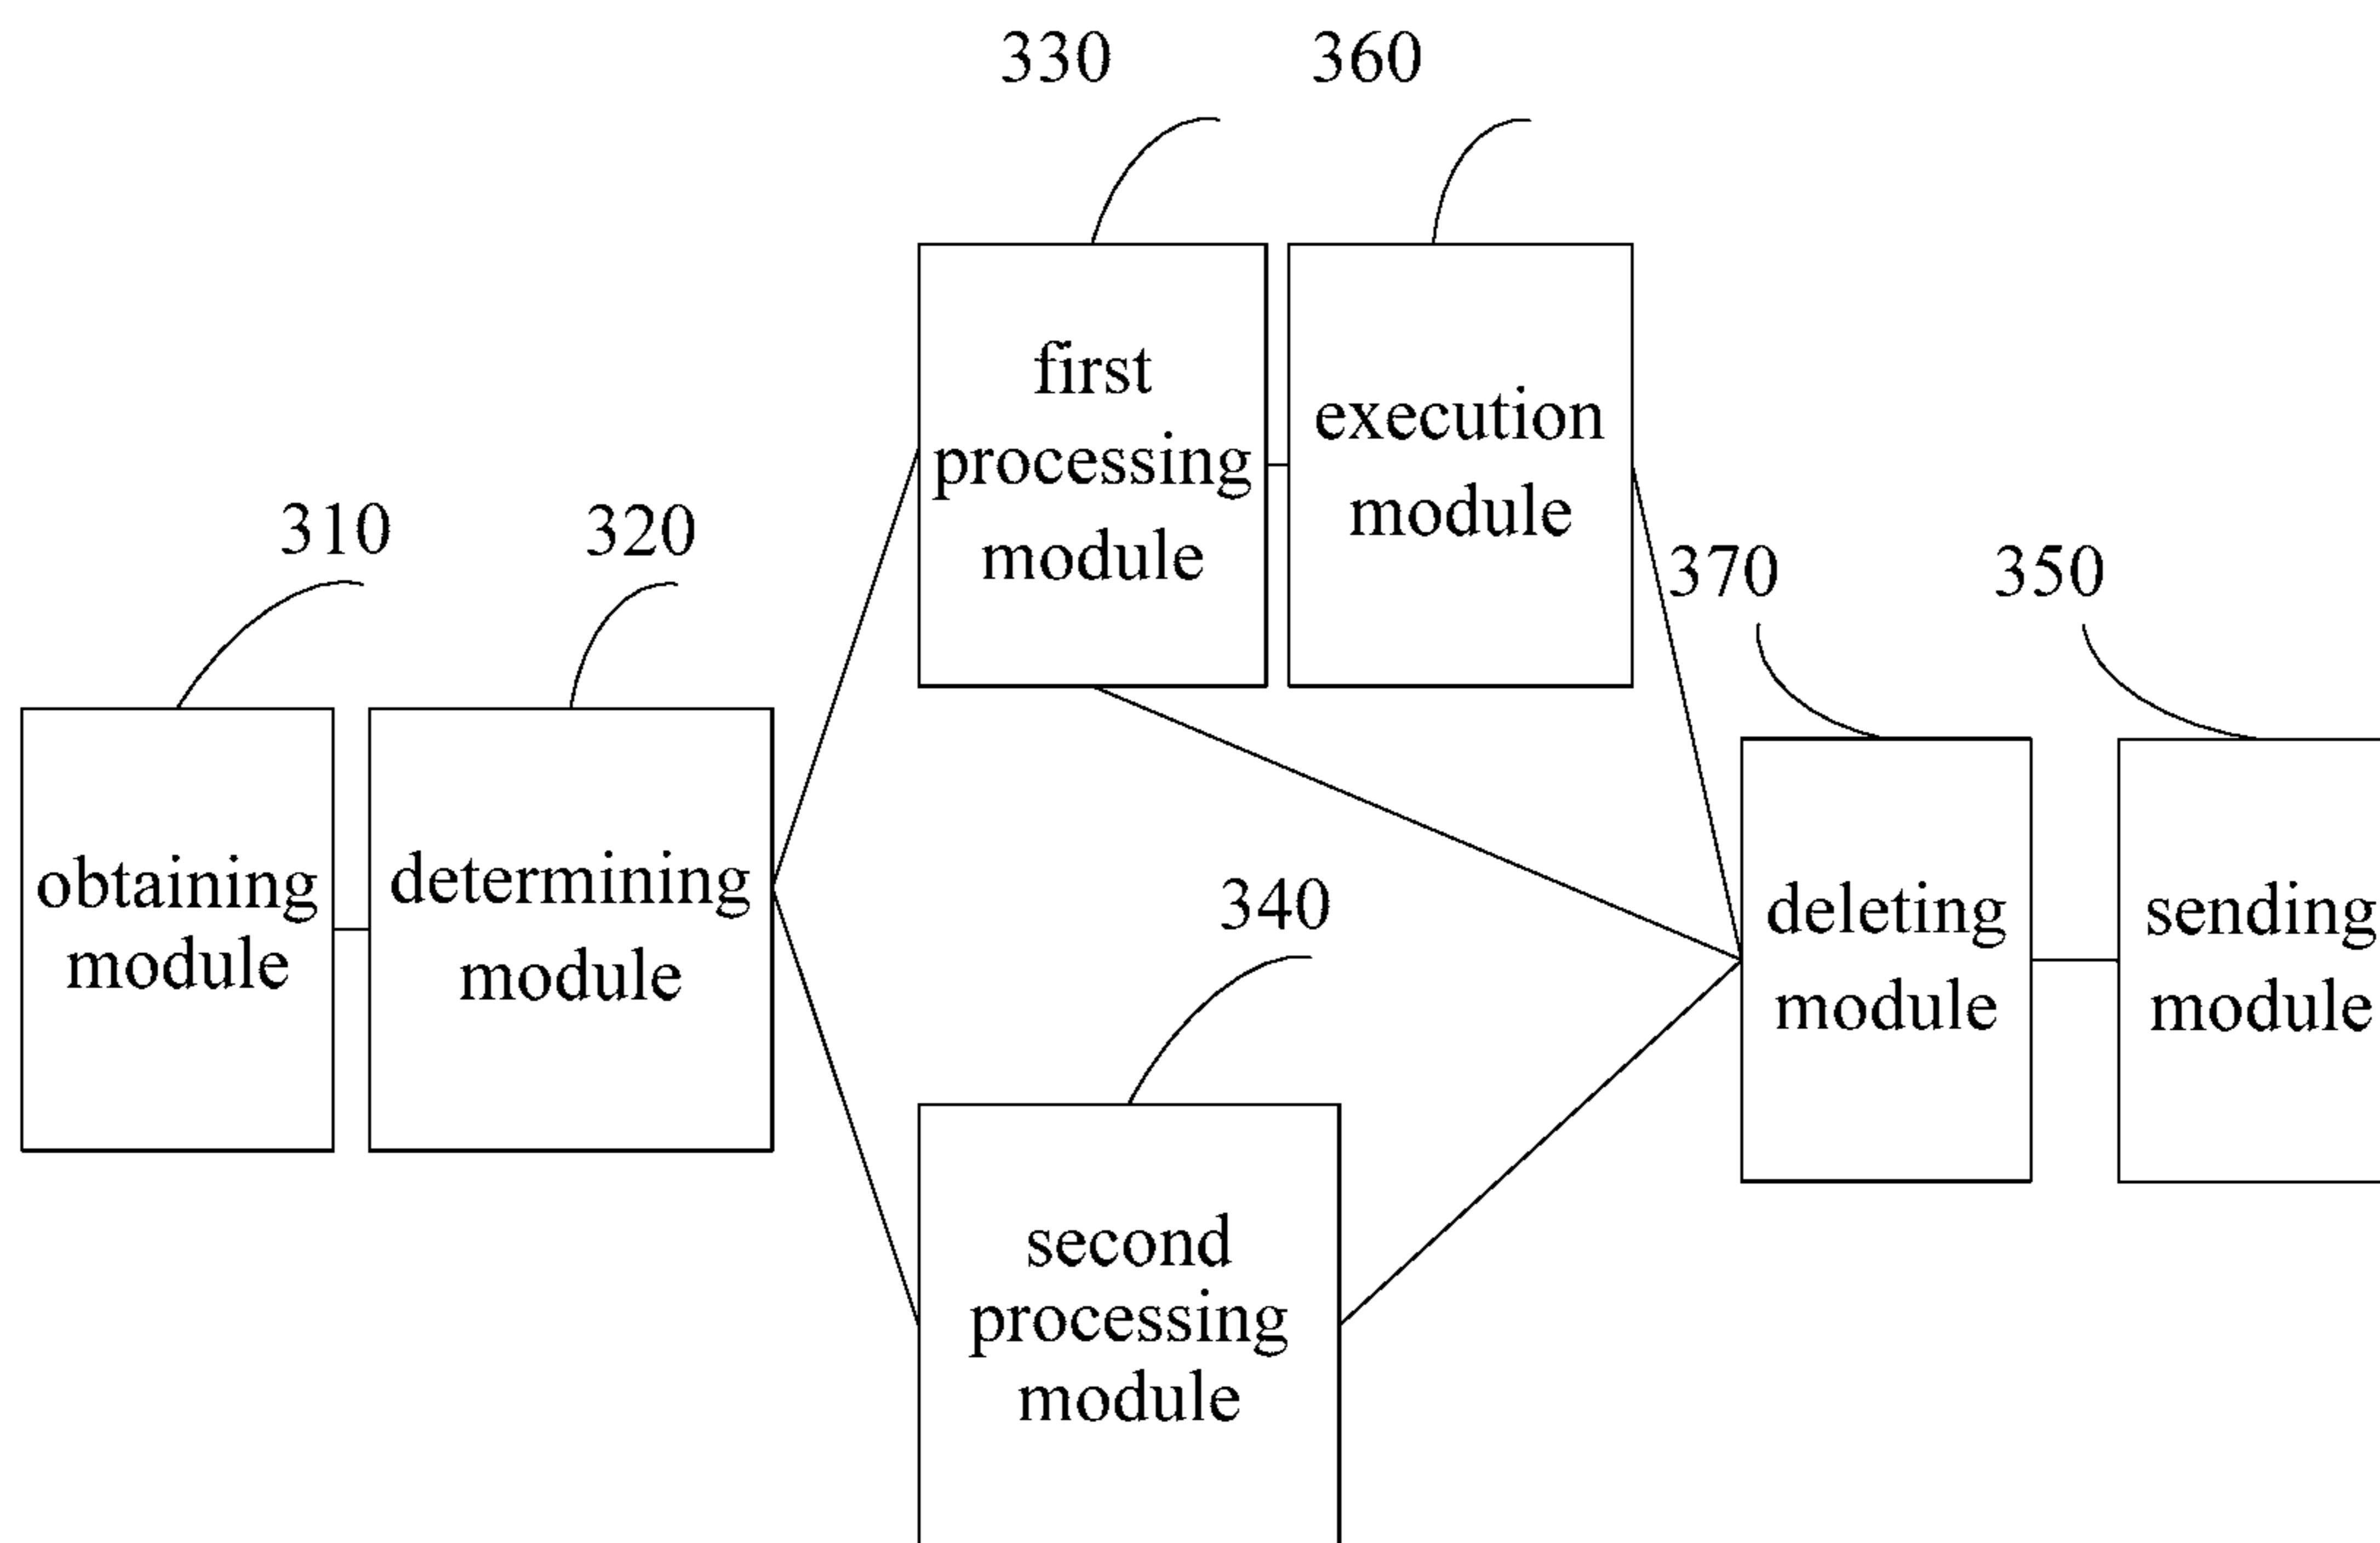 330
360
first
processing
module
execution
module
310
320
370
350
obtaining
module
determining
module
340
deleting
module
sending
module
second
processing
module